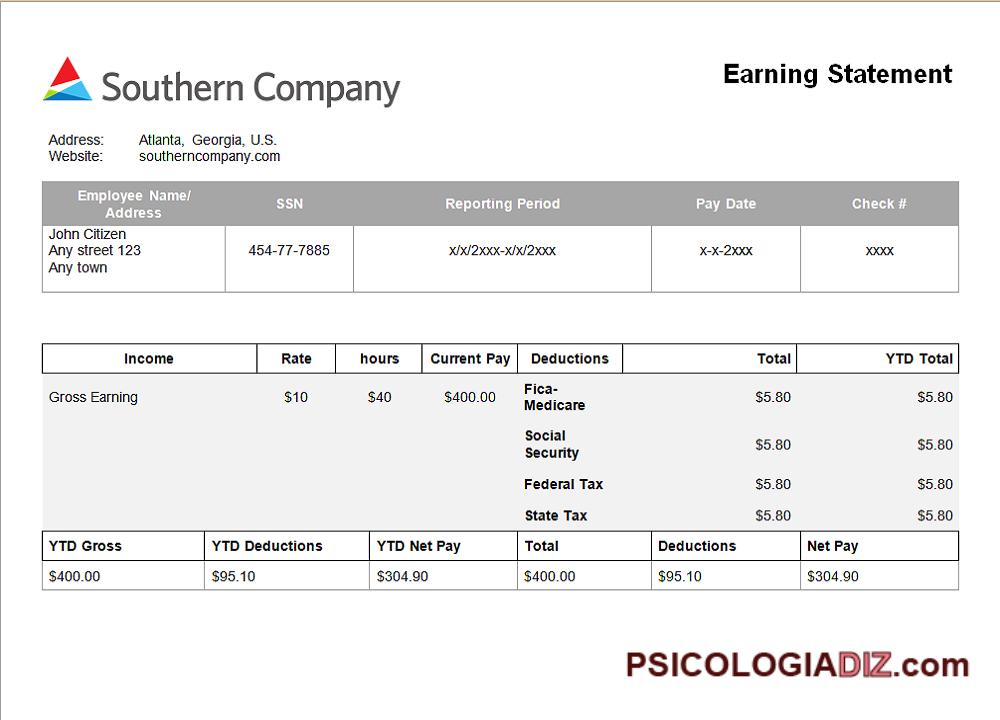 Southern Company
Earning Statement
Address: Atlanta, Georgia, U.S.
Website: southerncompany.com
Employee Name/
Address
SSN
Reporting Period
Pay Date
Check #
John Citizen
Any street 123
Any town
454-77-7885
x/x/2xxx-x/x/2xxx
x-x-2xxx
xxxx
Income Rate hours Current Pay Deductions Total YTD Total
Gross Earning $10 $40 $400.00
Fica-
Medicare
$5.80 $5.80
Social
Security
$5.80 $5.80
Federal Tax $5.80 $5.80
State Tax $5.80 $5.80
YTD Gross YTD Deductions YTD Net Pay Total Deductions Net Pay
$400.00 $95.10 $304.90 $400.00 $95.10 $304.90
PSICOLOGIADIZ.com